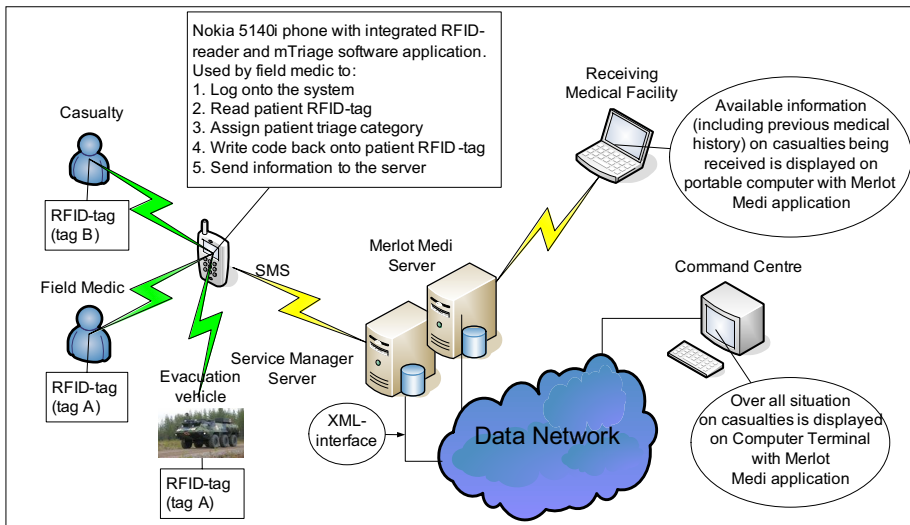 Nokia 5140i phone with integrated RFID-
reader and mTriage software application.
Used by field medic to:
1. Log onto the system
2. Read patient RFID-tag
3. Assign patient triage category
4. Write code back onto patient RFID-tag
5. Send information to the server
Receiving
Medical Facility
Available information
(including previous medical
history) on casualties being
received is displayed on
portable computer with Merlot
Medi application
Casualty
RFID-tag
(tag B)
SMS
Merlot Medi
Server
Command Centre
Field Medic
RFID-tag
(tag A)
Service Manager
Server
Evacuation
vehicle
RFID-tag
(tag A)
XML-
interface
Data Network
Over all situation
on casualties is displayed
on Computer Terminal
with Merlot
Medi application